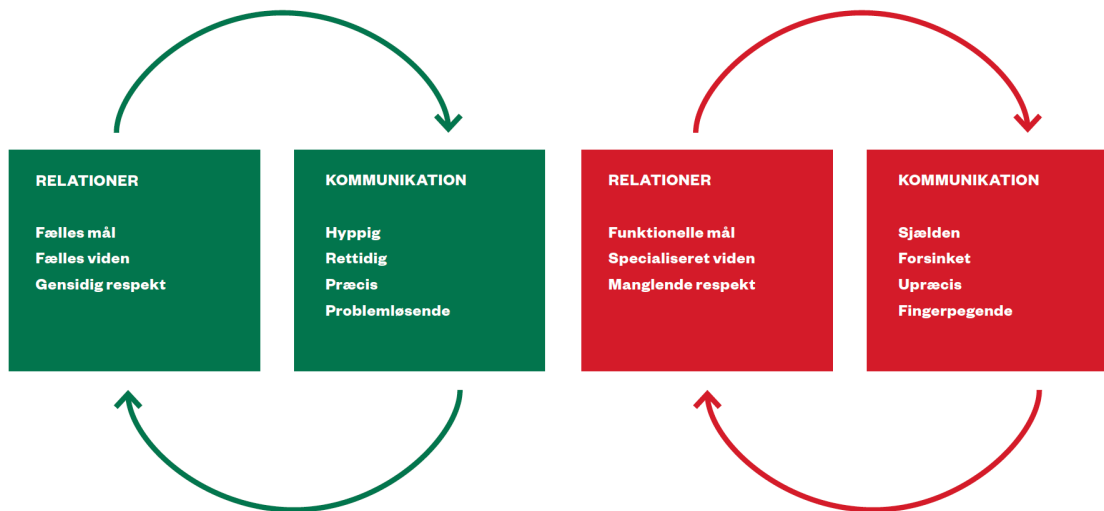 RELATIONER
Fælles mål
Fælles viden
Gensidig respekt
KOMMUNIKATION
Hyppig
Rettidig
Præcis
Problemløsende
RELATIONER
Funktionelle mål
Specialiseret viden
Manglende respekt
KOMMUNIKATION
Sjælden
Forsinket
Upræcis
Fingerpegende